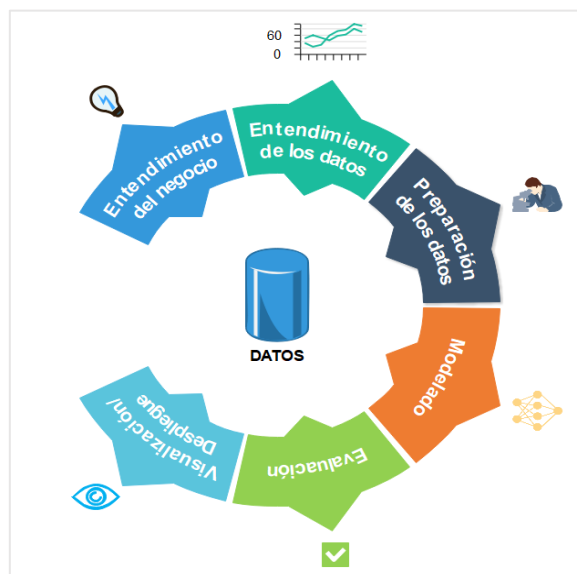 60
0
Entendimiento
del negocio
Entendimiento
de los datos
Preparación
de los datos
Modelado
Evaluación
Visualización/
Despliegue
DATOS